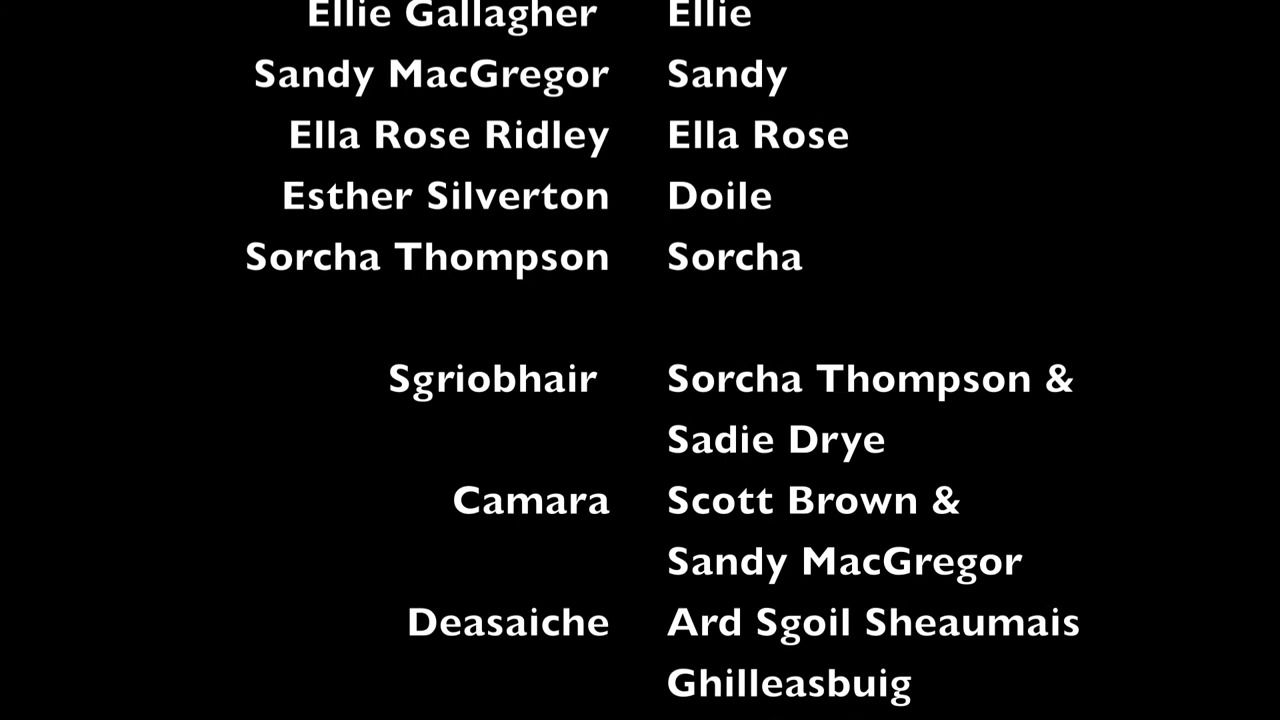 Ellie Gallagher Ellie
Sandy MacGregor Sandy
Ella Rose Ridley Ella Rose
Esther Silverton Doile
Sorcha Thompson Sorcha
Sgriobhair Sorcha Thompson &
Sadie Drye
Camara Scott Brown &
Sandy MacGregor
Deasaiche Ard Sgoil Sheaumais
Ghilleasbuig